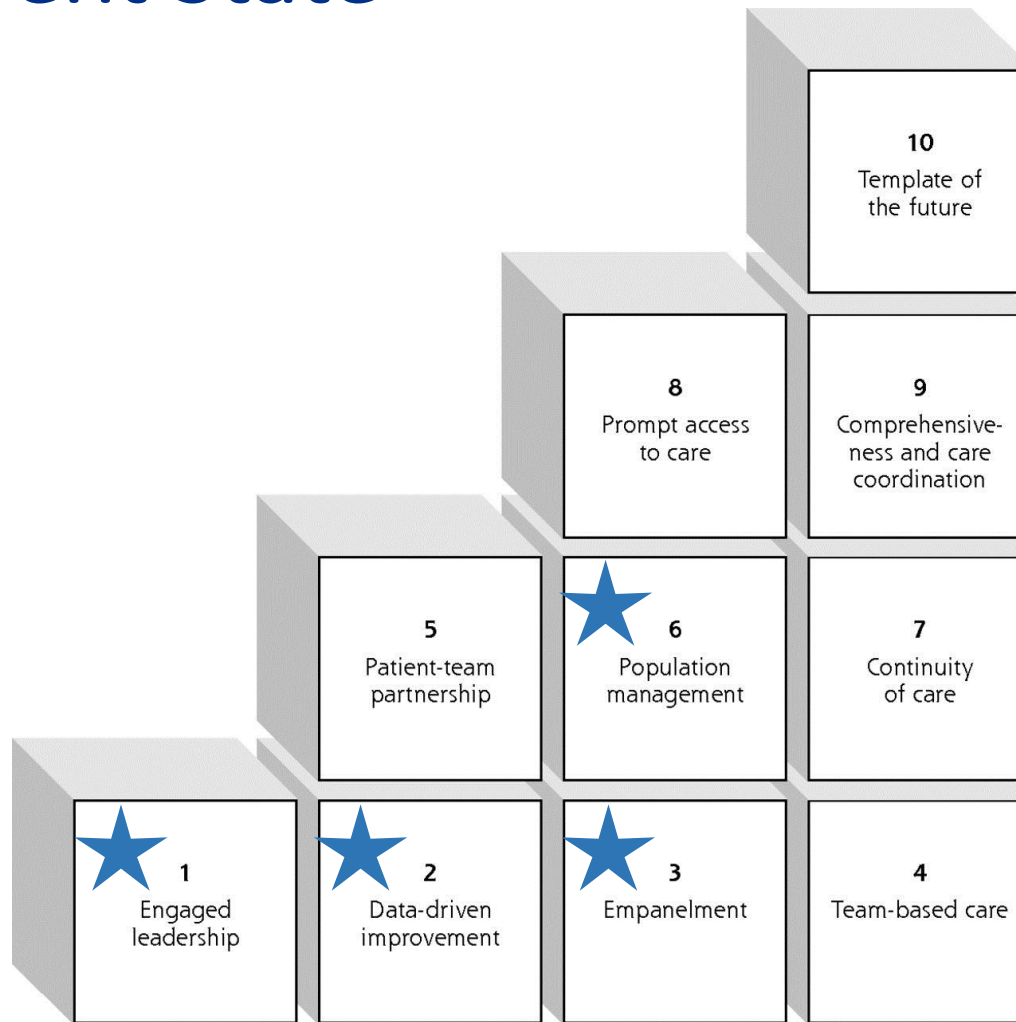 10
Template of
the future
8
Prompt access
to care
9
Comprehensive-
ness and care
coordination
5
Patient-team
partnership
6
Population
management
7
Continuity
of care
1
Engaged
leadership
2
Data-driven
improvement
3
Empanelment
4
Team-based care